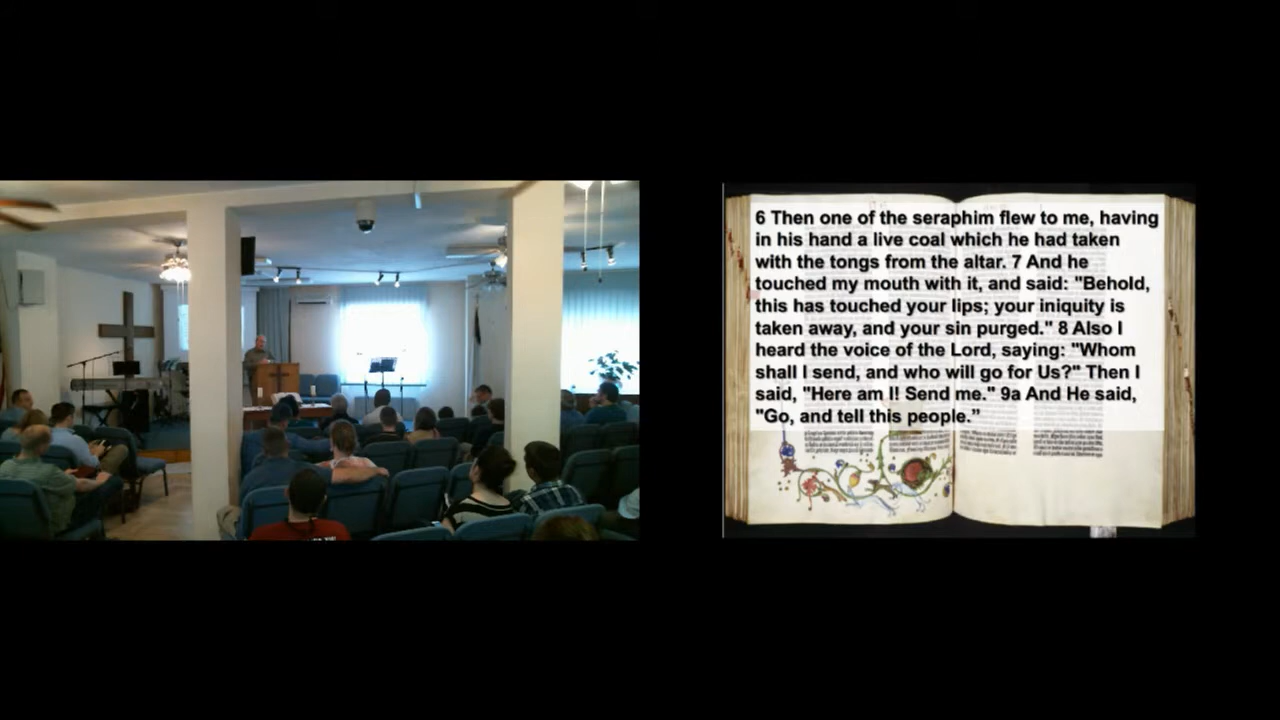 6 Then one of the seraphim flew to me, having
in his hand a live coal which he had taken
with the tongs from the altar. 7 And he
touched my mouth with it, and said: "Behold,
this has touched your lips; your iniquity is
taken away, and your sin purged." 8 Also I
heard the voice of the Lord, saying: "Whom
shall I send, and who will go for Us?" Then I
said, "Here am I! Send me." 9a And He said,
"Go, and tell this people.”